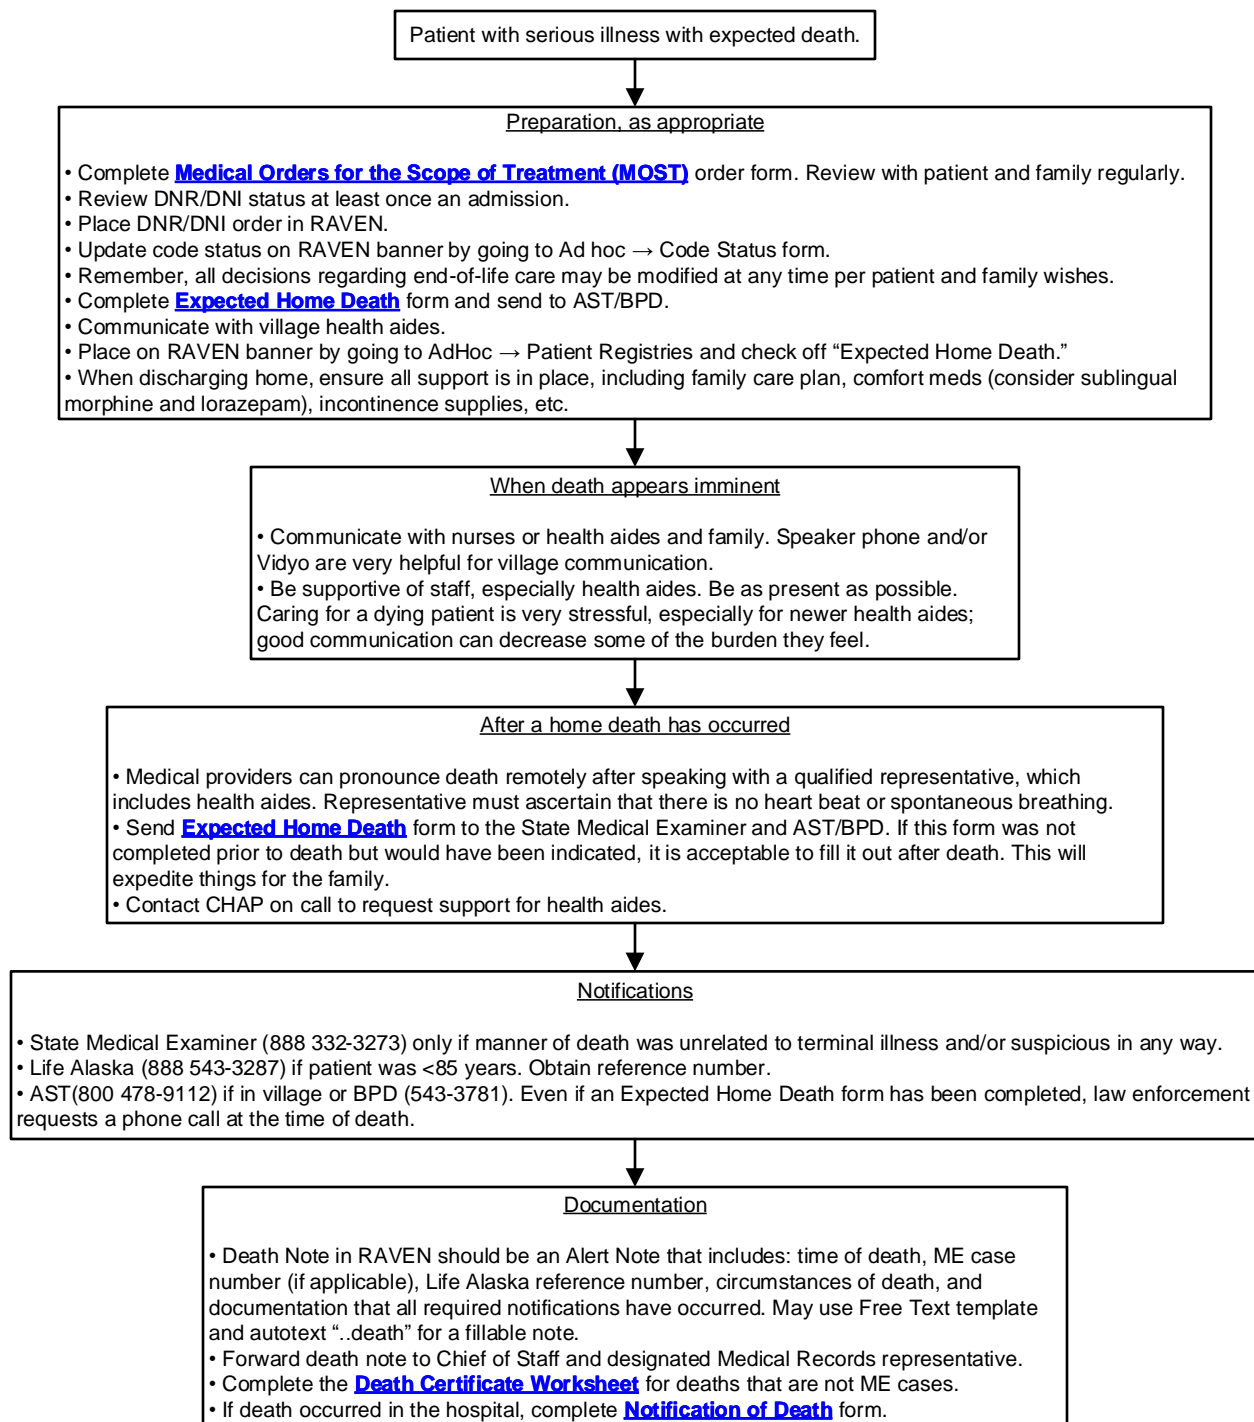 Patient with serious illness with expected death.
Preparation, as appropriate
• Complete Medical Orders for the Scope of Treatment (MOST) order form. Review with patient and family regularly.
• Review DNR/DNI status at least once an admission.
• Place DNR/DNI order in RAVEN.
• Update code status on RAVEN banner by going to Ad hoc → Code Status form.
• Remember, all decisions regarding end-of-life care may be modified at any time per patient and family wishes.
• Complete Expected Home Death form and send to AST/BPD.
• Communicate with village health aides.
• Place on RAVEN banner by going to AdHoc → Patient Registries and check off “Expected Home Death.”
• When discharging home, ensure all support is in place, including family care plan, comfort meds (consider sublingual
morphine and lorazepam), incontinence supplies, etc.
When death appears imminent
• Communicate with nurses or health aides and family. Speaker phone and/or
Vidyo are very helpful for village communication.
• Be supportive of staff, especially health aides. Be as present as possible.
Caring for a dying patient is very stressful, especially for newer health aides;
good communication can decrease some of the burden they feel.
After a home death has occurred
• Medical providers can pronounce death remotely after speaking with a qualified representative, which
includes health aides. Representative must ascertain that there is no heart beat or spontaneous breathing.
• Send Expected Home Death form to the State Medical Examiner and AST/BPD. If this form was not
completed prior to death but would have been indicated, it is acceptable to fill it out after death. This will
expedite things for the family.
• Contact CHAP on call to request support for health aides.
Notifications
• State Medical Examiner (888 332-3273) only if manner of death was unrelated to terminal illness and/or suspicious in any way.
• Life Alaska (888 543-3287) if patient was <85 years. Obtain reference number.
• AST(800 478-9112) if in village or BPD (543-3781). Even if an Expected Home Death form has been completed, law enforcement
requests a phone call at the time of death.
Documentation
• Death Note in RAVEN should be an Alert Note that includes: time of death, ME case
number (if applicable), Life Alaska reference number, circumstances of death, and
documentation that all required notifications have occurred. May use Free Text template
and autotext “..death” for a fillable note.
• Forward death note to Chief of Staff and designated Medical Records representative.
• Complete the Death Certificate Worksheet for deaths that are not ME cases.
• If death occurred in the hospital, complete Notification of Death form.